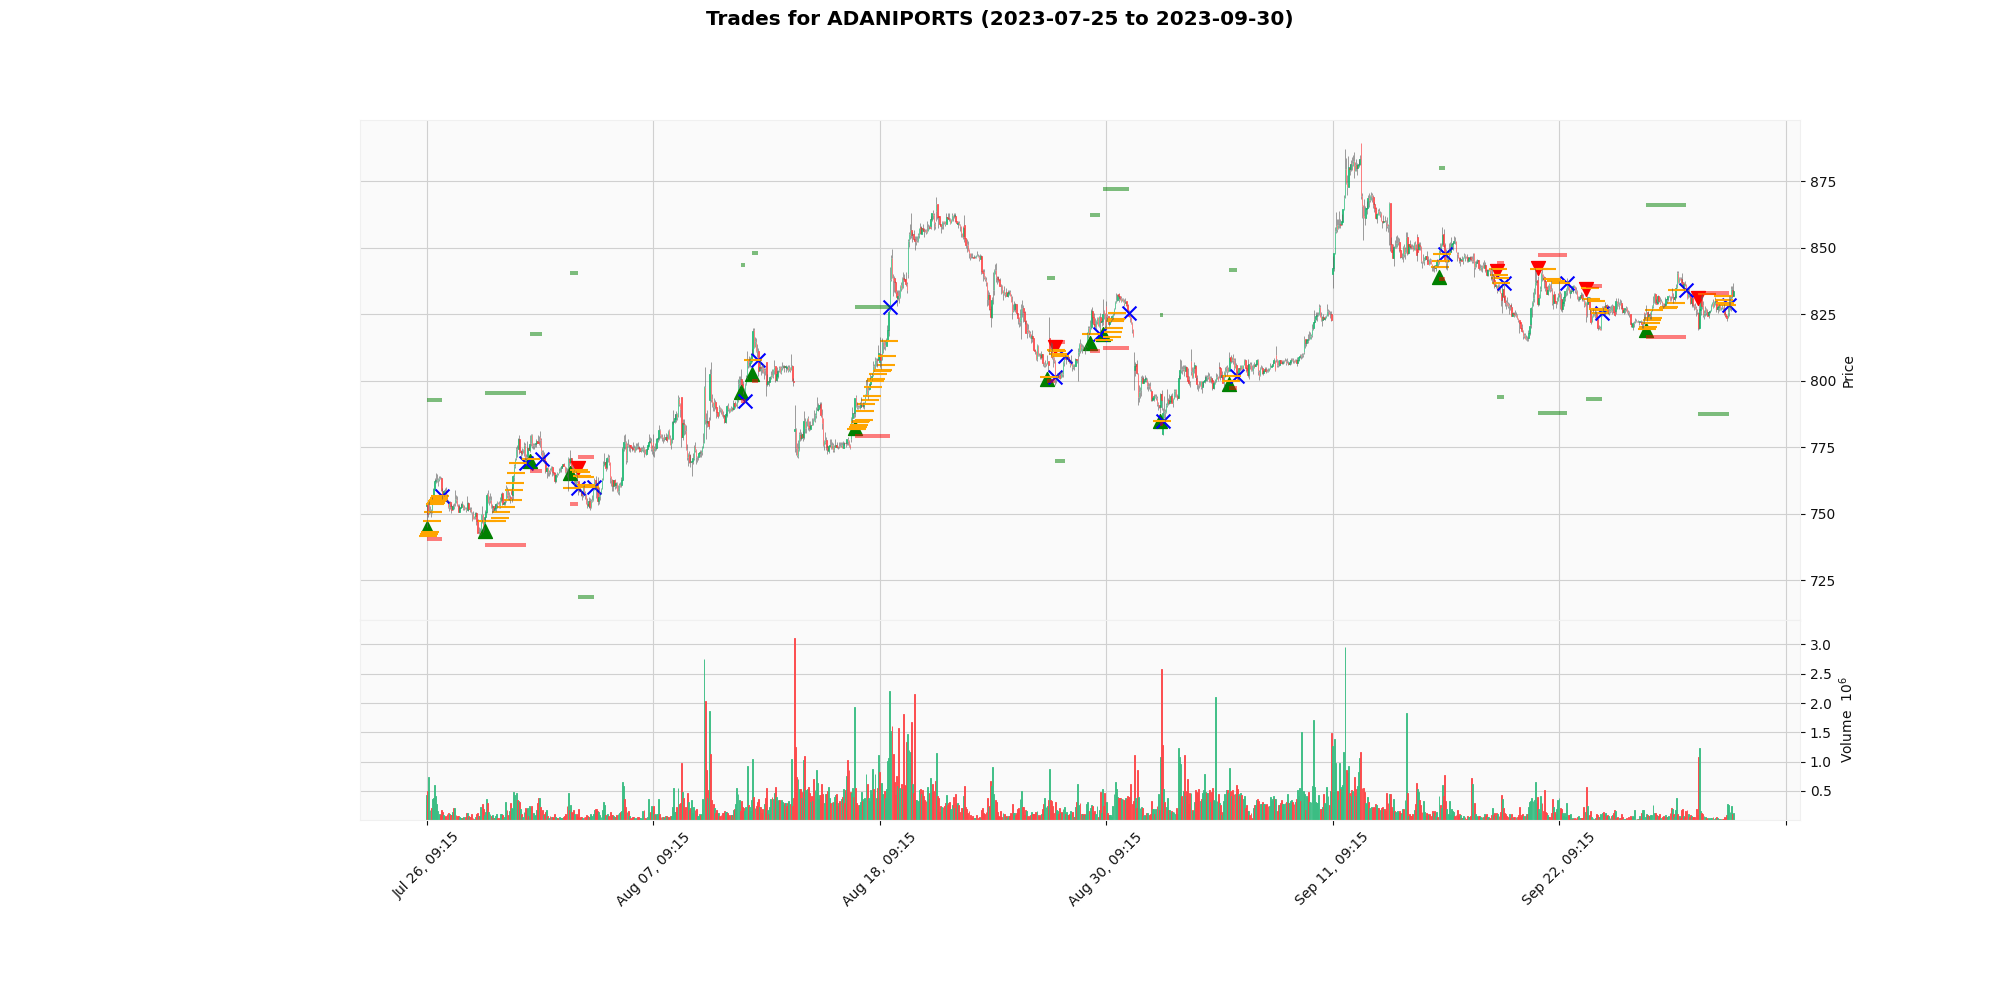 Trades for ADANIPORTS (2023-07-25 to 2023-09-30)
875
850
825
800
775
750
725
Price
3.0
2.5
2.0
1.5
1.0
0.5
Volume 10^6
Jul 26, 09:15
Aug 07, 09:15
Aug 18, 09:15
Aug 30, 09:15
Sep 11, 09:15
Sep 22, 09:15